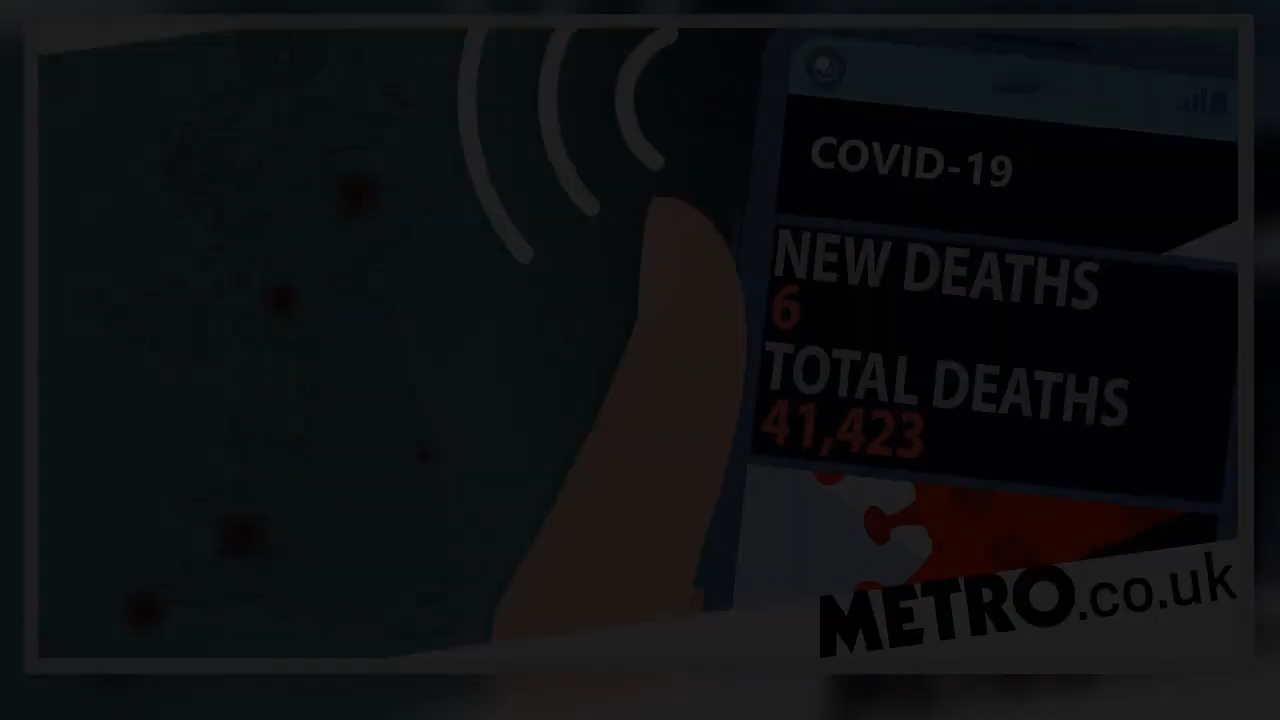 COVID-19
NEW DEATHS
6
TOTAL DEATHS
41,423
METRO.co.uk